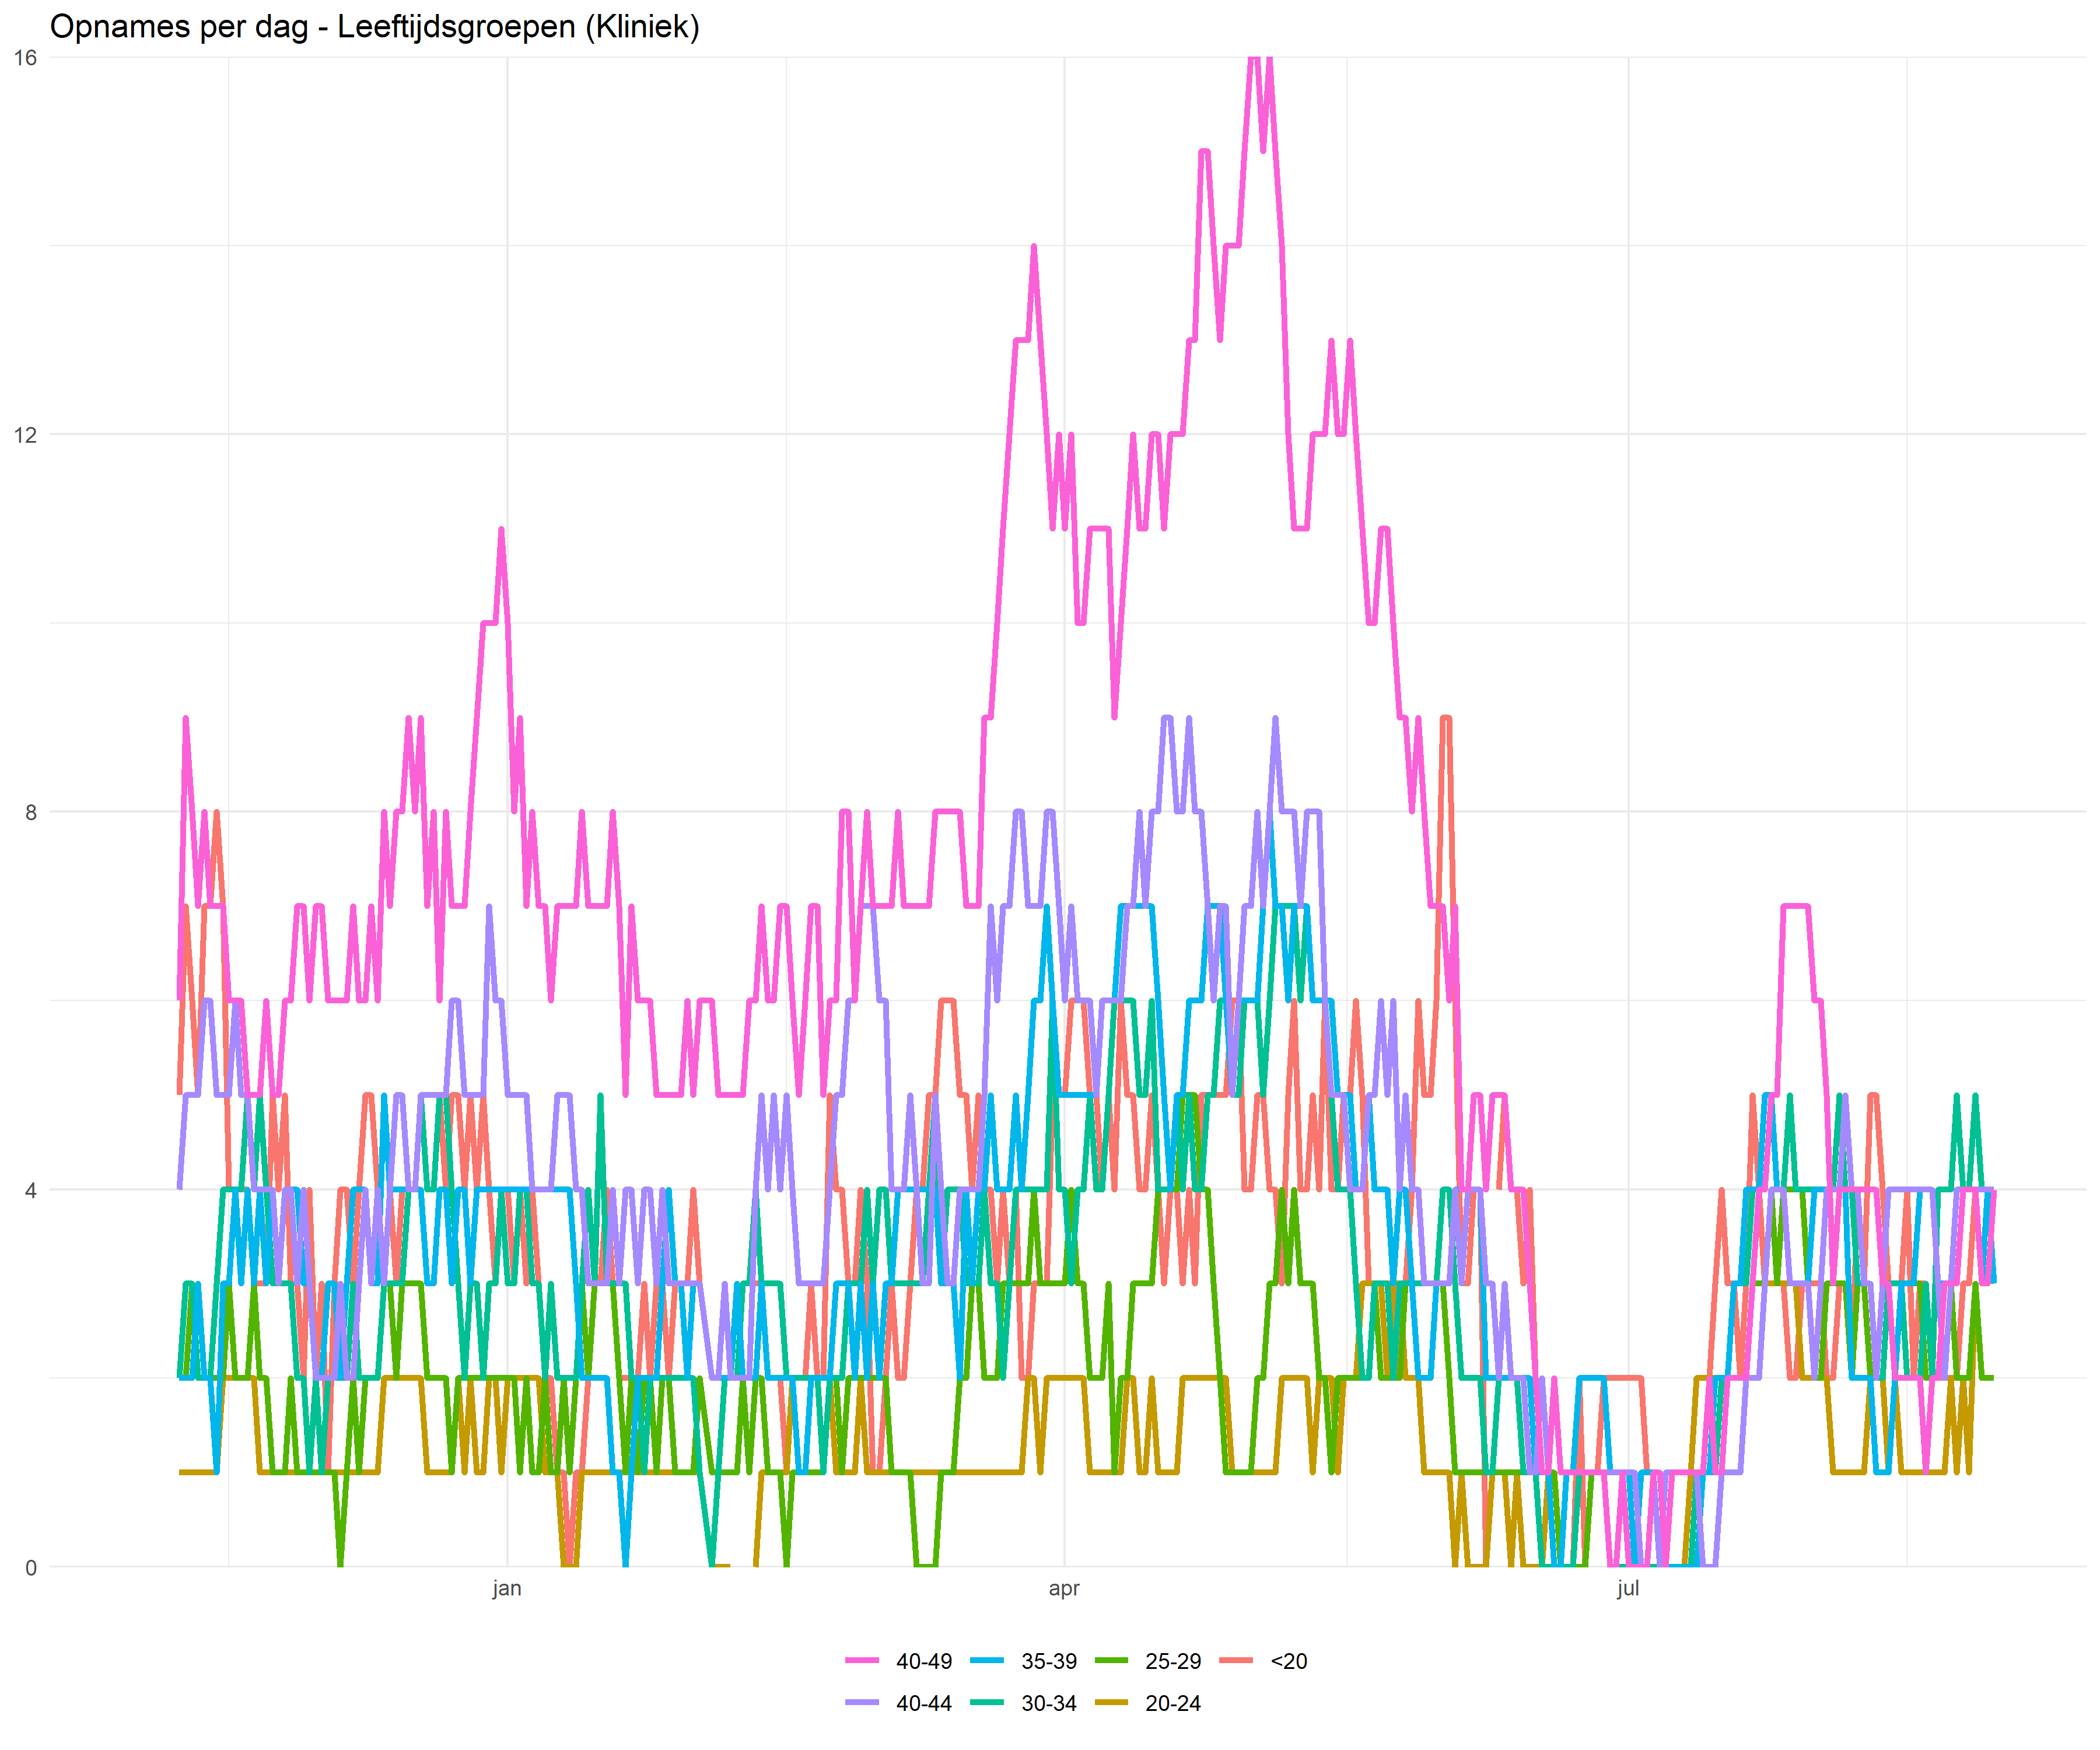 Opnames per dag - Leeftijdsgroepen (Kliniek)
16
12
8
4
0
jan apr jul
40-49 35-39 25-29 <20
40-44 30-34 20-24